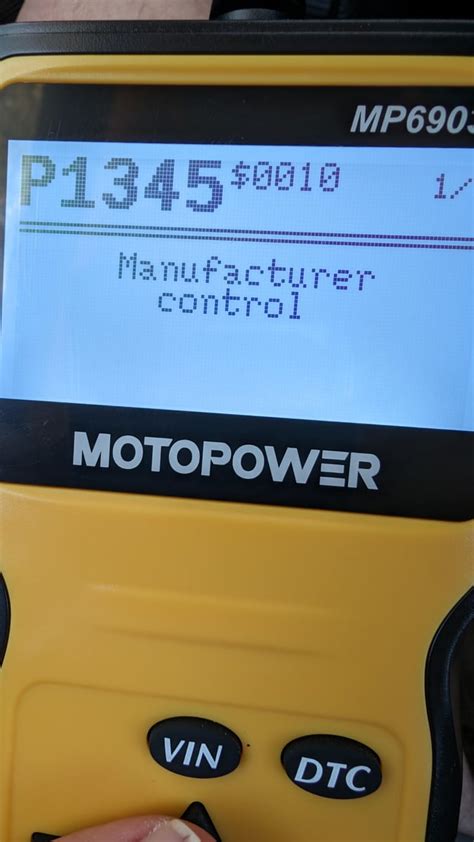 MP6903
P1345 $0010 1/
Manufacturer
control
MOTOPOWER
VIN
DTC